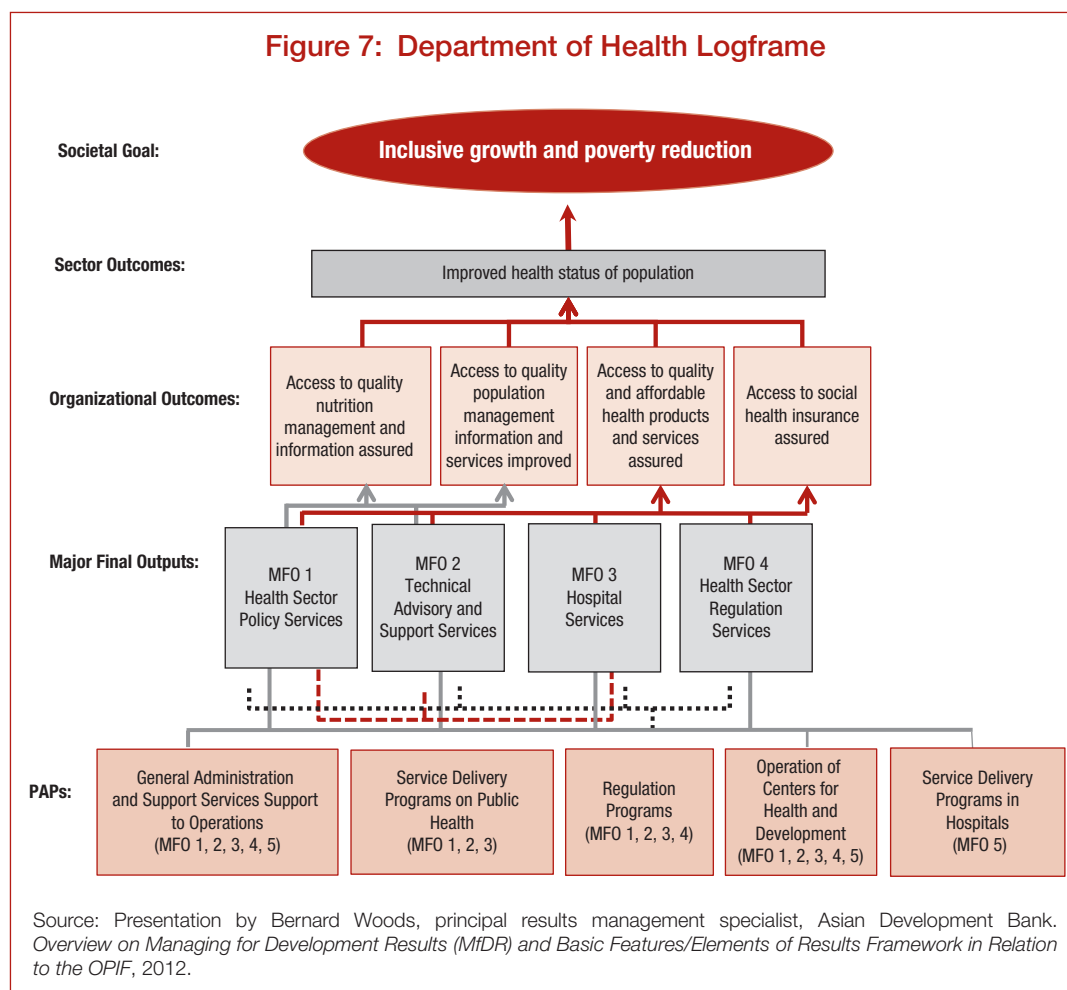 Figure 7: Department of Health Logframe
Societal Goal:
Inclusive growth and poverty reduction
Sector Outcomes:
Improved health status of population
Organizational Outcomes:
Access to quality
nutrition
management and
information assured
Access to quality
population
management
information and
services improved
Access to quality
and affordable
health products
and services
assured
Access to social
health insurance
assured
Major Final Outputs:
MFO 1
Health Sector
Policy Services
MFO 2
Technical
Advisory and
Support Services
MFO 3
Hospital
Services
MFO 4
Health Sector
Regulation
Services
PAPs:
General Administration
and Support Services Support
to Operations
(MFO 1, 2, 3, 4, 5)
Service Delivery
Programs on Public
Health
(MFO 1, 2, 3)
Regulation
Programs
(MFO 1, 2, 3, 4)
Operation of
Centers for
Health and
Development
(MFO 1, 2, 3, 4, 5)
Service Delivery
Programs in
Hospitals
(MFO 5)
Source: Presentation by Bernard Woods, principal results management specialist, Asian Development Bank.
Overview on Managing for Development Results (MfDR) and Basic Features/Elements of Results Framework in Relation
to the OPIF, 2012.